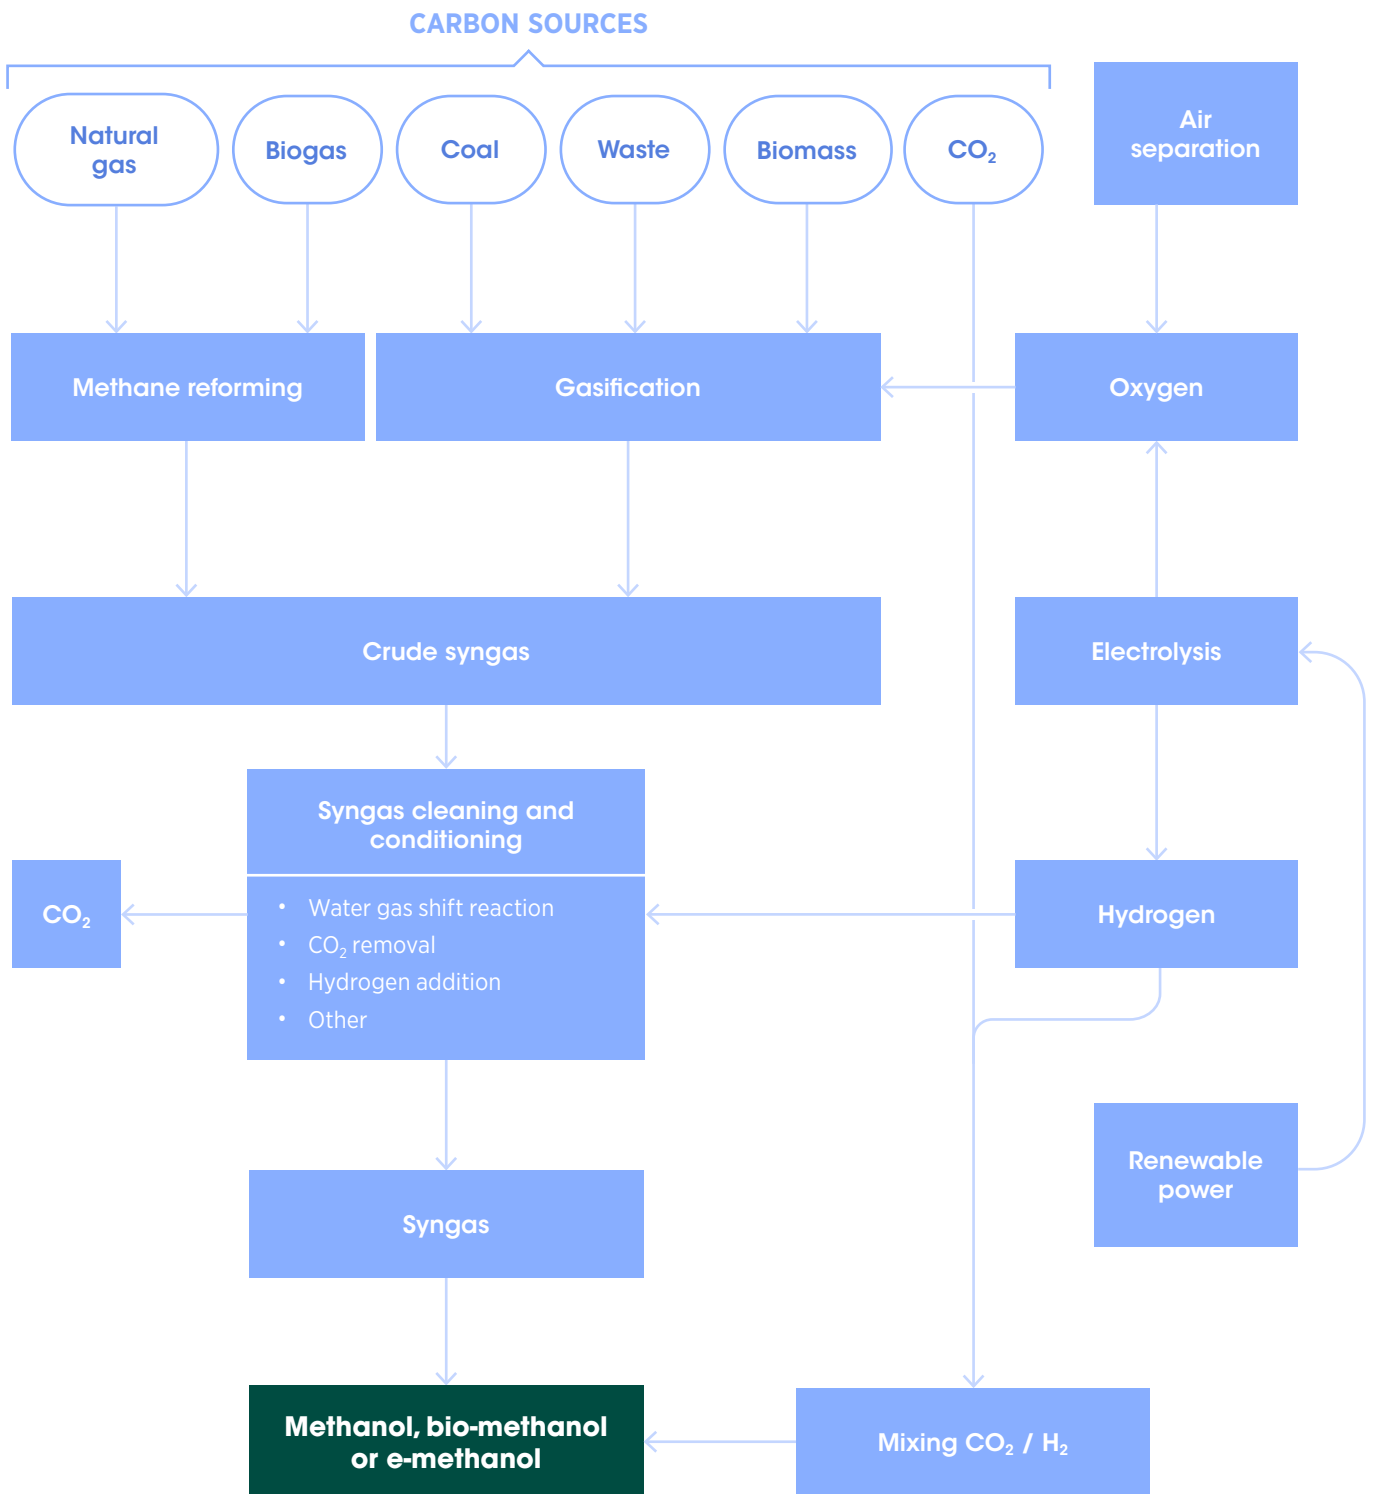 CARBON SOURCES
Natural
gas
Biogas
Coal
Waste
Biomass
CO₂
Air
separation
Methane reforming
Gasification
Oxygen
Crude syngas
Electrolysis
Syngas cleaning and
conditioning
CO₂
• Water gas shift reaction
• CO₂ removal
• Hydrogen addition
• Other
Hydrogen
Renewable
power
Syngas
Methanol, bio-methanol
or e-methanol
Mixing CO₂ / H₂